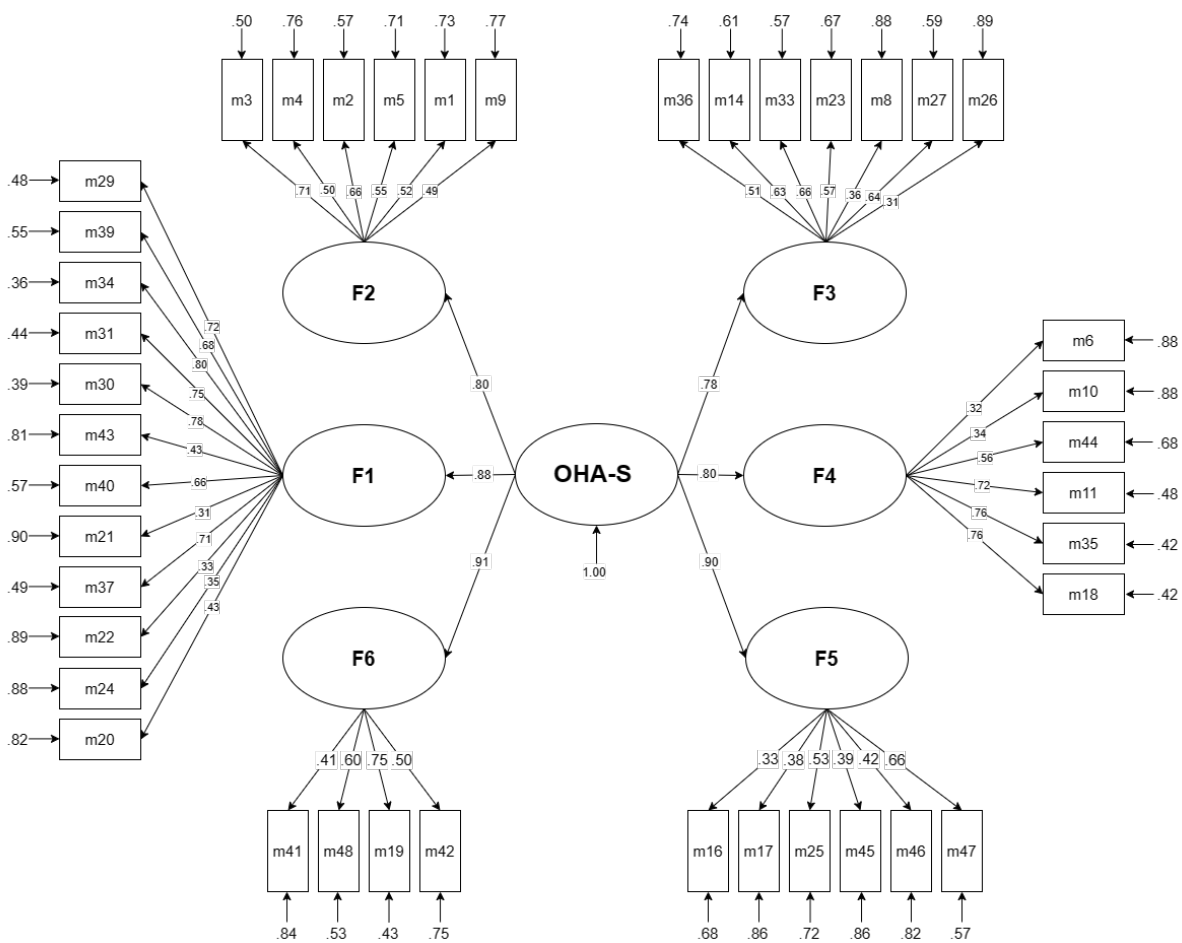 .50 .76 .57 .71 .73 .77
.74 .61 .57 .67 .88 .59 .89
m3 m4 m2 m5 m1 m9
m36 m14 m33 m23 m8 m27 m26
.71 .50 .66 .55 .52 .49
.51 .63 .66 .57 .36 .64 .31
F2
F3
.48 m29
.55 m39
.36 m34
.44 m31
.39 m30
.81 m43
.57 m40
.90 m21
.49 m37
.89 m22
.88 m24
.82 m20
.72
.68
.80
.75
.78
.43
.66
.31
.71
.33
.35
.43
F1
.80
.88
.91
OHA-S
1.00
.78
.80
.90
F4
.32
.34
.56
.72
.76
.76
m6 .88
m10 .88
m44 .68
m11 .48
m35 .42
m18 .42
F6
F5
.41 .60 .75 .50
.33 .38 .53 .39 .42 .66
m41 m48 m19 m42
m16 m17 m25 m45 m46 m47
.84 .53 .43 .75
.68 .86 .72 .86 .82 .57